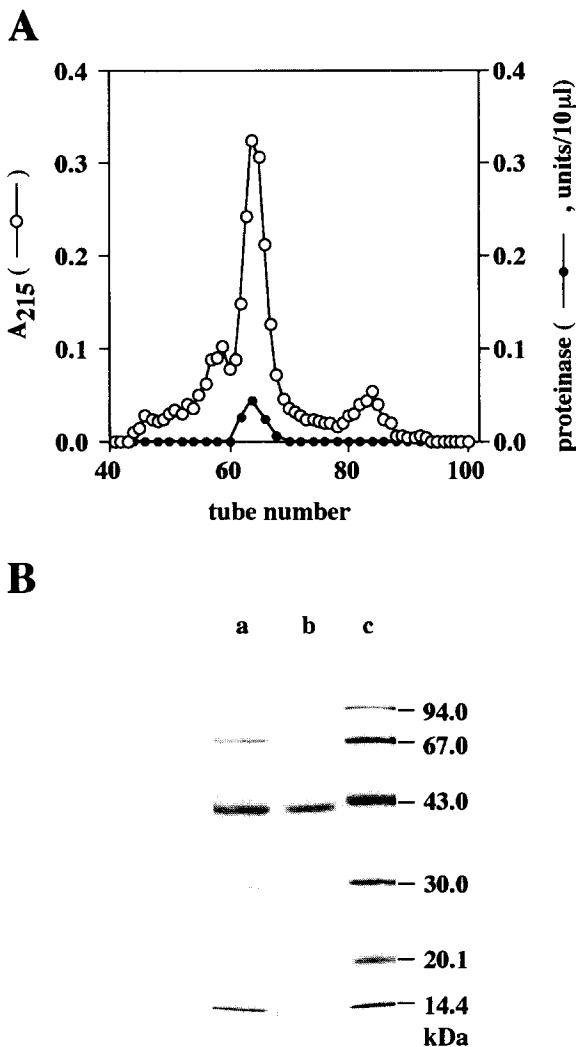 A
0.4 0.4
0.3 0.3
0.2 0.2
0.1 0.1
0.0 0.0
A215 ( )
proteinase ( , units/10µl)
40 60 80 100
tube number
B
a b c
94.0
67.0
43.0
30.0
20.1
14.4
kDa